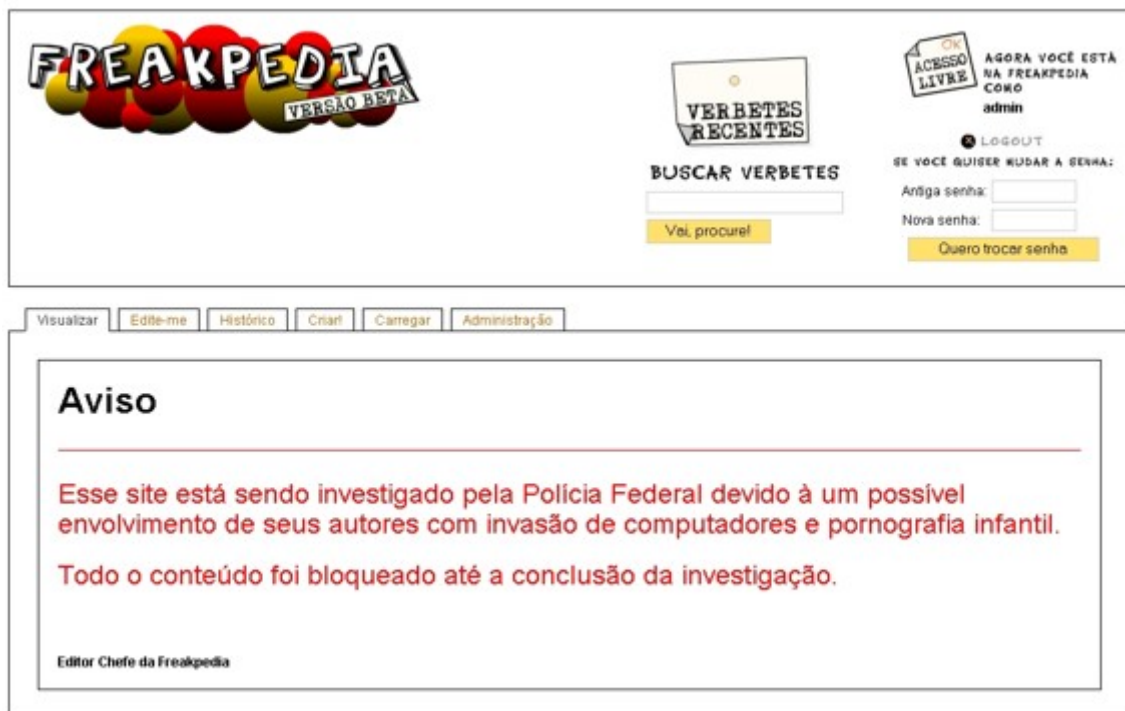 FREAKPEDIA
VERSÃO BETA
VERBETES
RECENTES
BUSCAR VERBETES
Vai, procure!
OK
ACESSO
LIVRE
AGORA VOCÊ ESTÁ
NA FREAKPEDIA
COMO
admin
X LOGOUT
SE VOCÊ QUISER MUDAR A SENHA:
Antiga senha:
Nova senha:
Quero trocar senha
Visualizar Edite-me Histórico Criar! Carregar Administração
Aviso
Esse site está sendo investigado pela Polícia Federal devido à um possível
envolvimento de seus autores com invasão de computadores e pornografia infantil.
Todo o conteúdo foi bloqueado até a conclusão da investigação.
Editor Chefe da Freakpedia